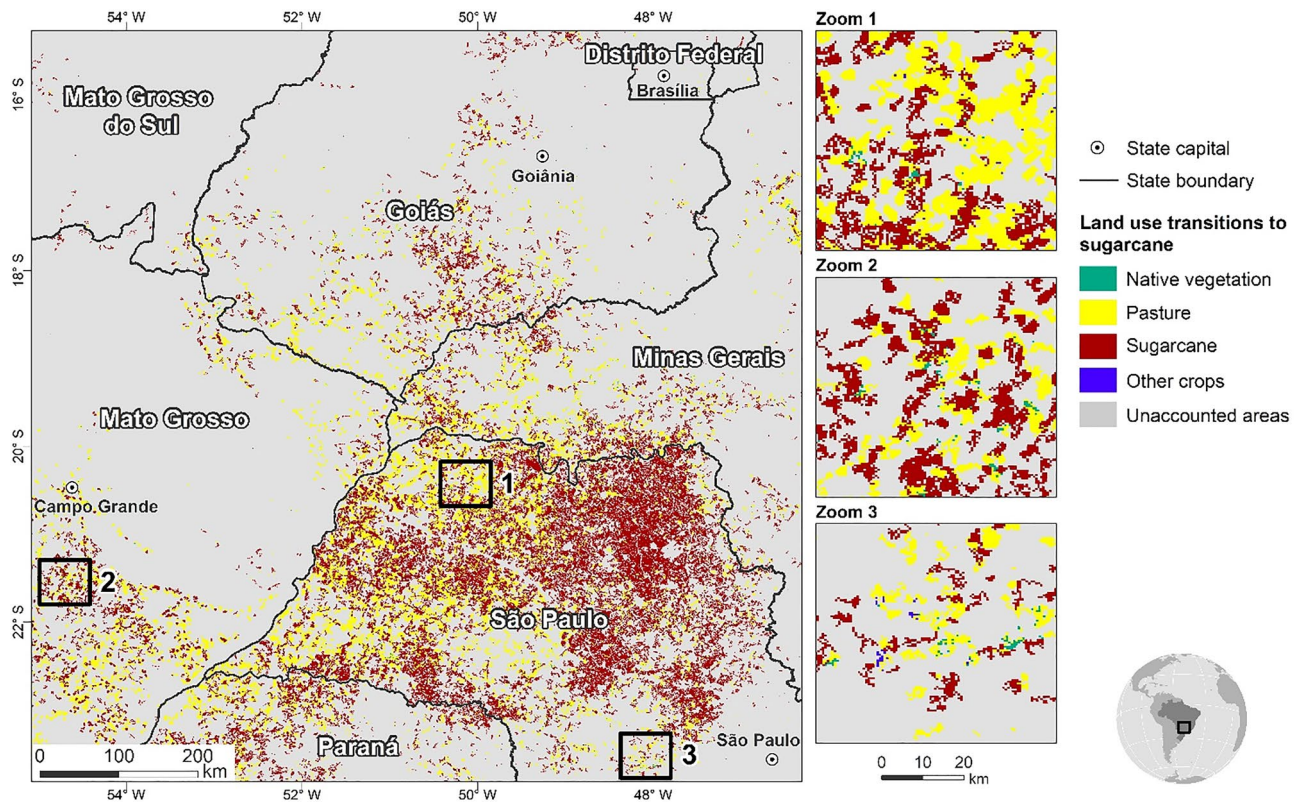 54° W
52° W
50° W
48° W
16° S
18° S
20° S
22° S
Mato Grosso
do Sul
Distrito Federal
Brasília
Goiânia
Goiás
Minas Gerais
Mato Grosso
Campo Grande
1
2
São Paulo
Paraná
São Paulo
3
0 100 200
km
54° W
52° W
50° W
48° W
Zoom 1
Zoom 2
Zoom 3
0 10 20
km
State capital
State boundary
Land use transitions to
sugarcane
Native vegetation
Pasture
Sugarcane
Other crops
Unaccounted areas